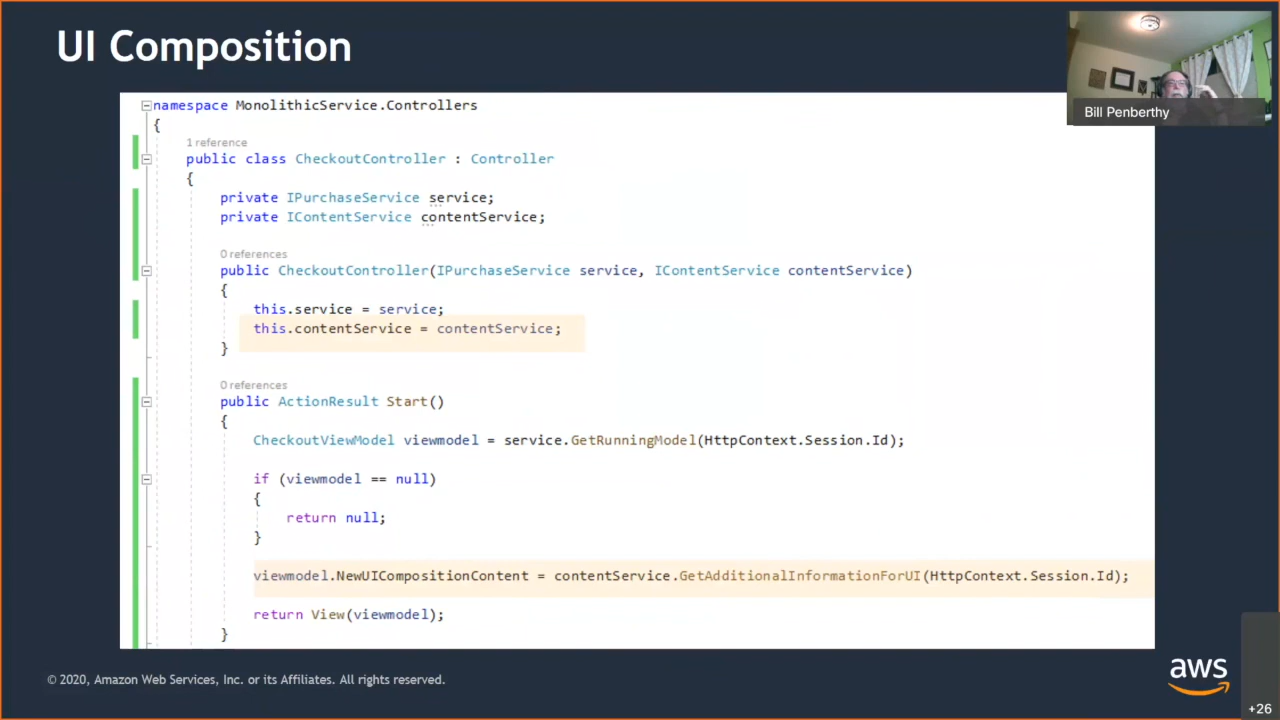 UI Composition
Bill Penberthy
namespace MonolithicService.Controllers
{
1 reference
public class CheckoutController : Controller
{
private IPurchaseService service;
private IContentService contentService;
0 references
public CheckoutController(IPurchaseService service, IContentService contentService)
{
this.service = service;
this.contentService = contentService;
}
0 references
public ActionResult Start()
{
CheckoutViewModel viewmodel = service.GetRunningModel(HttpContext.Session.Id);
if (viewmodel == null)
{
return null;
}
viewmodel.NewUICompositionContent = contentService.GetAdditionalInformationForUI(HttpContext.Session.Id);
return View(viewmodel);
}
© 2020, Amazon Web Services, Inc. or its Affiliates. All rights reserved.
aws
+26